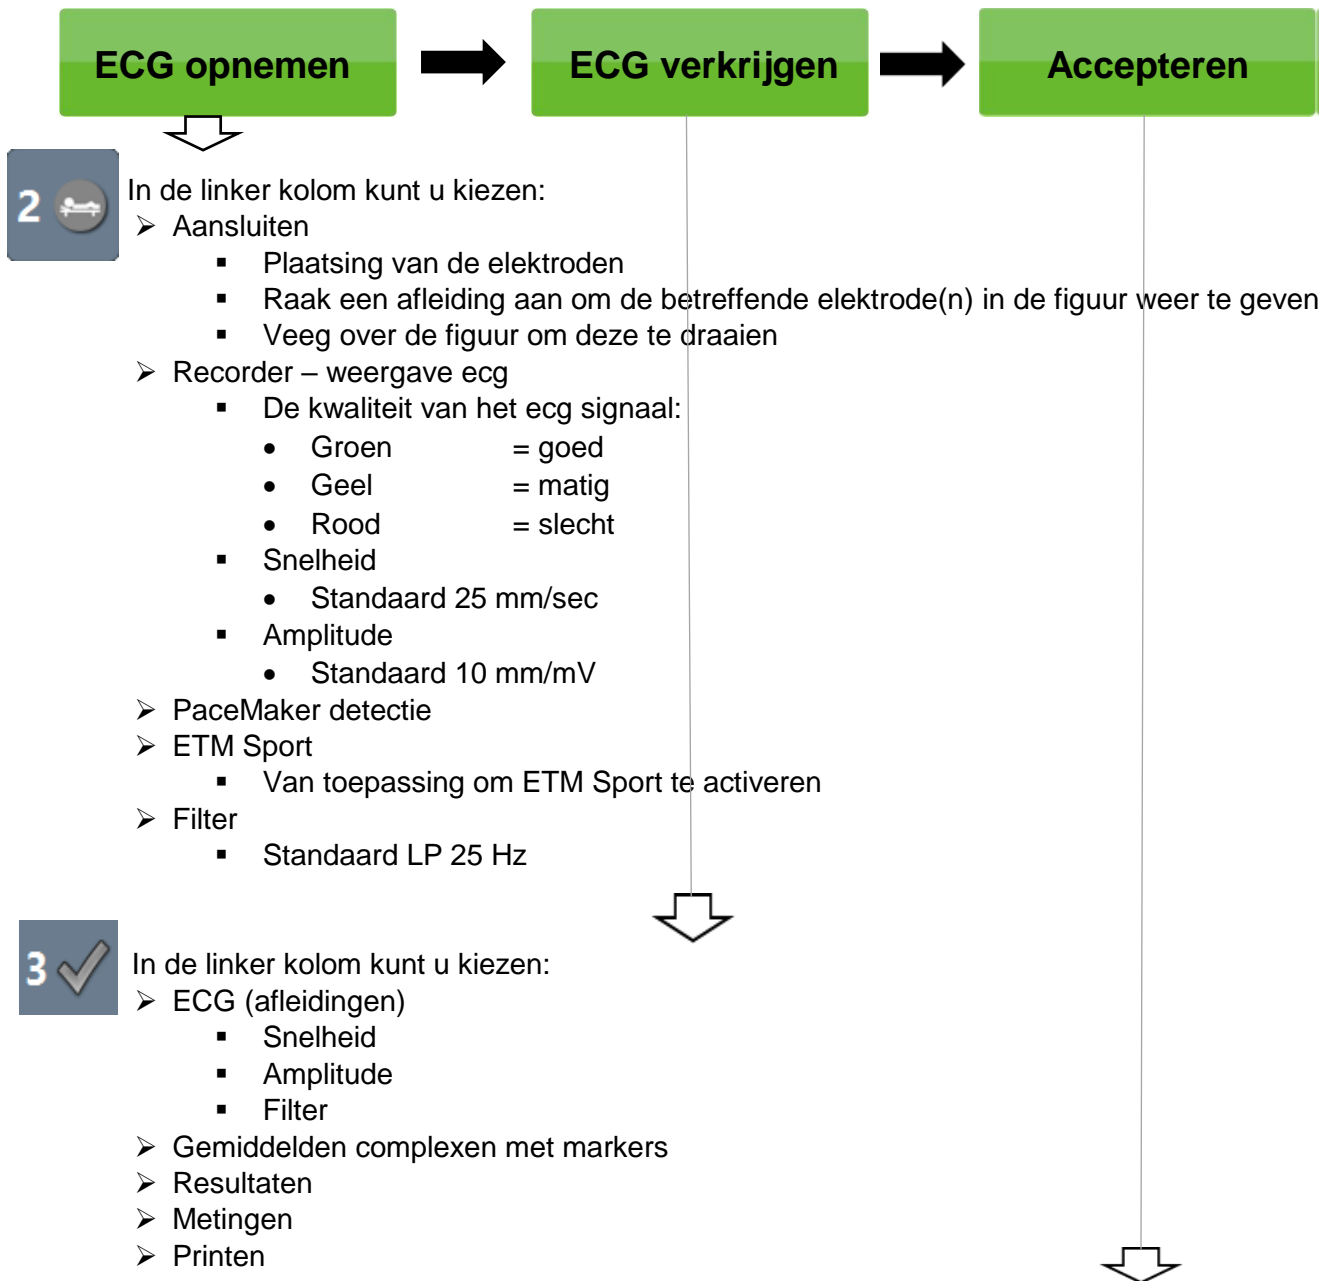 ECG opnemen
ECG verkrijgen
Accepteren
2
In de linker kolom kunt u kiezen:
➢ Aansluiten
▪ Plaatsing van de elektroden
▪ Raak een afleiding aan om de betreffende elektrode(n) in de figuur weer te geven
▪ Veeg over de figuur om deze te draaien
➢ Recorder – weergave ecg
▪ De kwaliteit van het ecg signaal:
• Groen = goed
• Geel = matig
• Rood = slecht
▪ Snelheid
• Standaard 25 mm/sec
▪ Amplitude
• Standaard 10 mm/mV
➢ PaceMaker detectie
➢ ETM Sport
▪ Van toepassing om ETM Sport te activeren
➢ Filter
▪ Standaard LP 25 Hz
3
In de linker kolom kunt u kiezen:
➢ ECG (afleidingen)
▪ Snelheid
▪ Amplitude
▪ Filter
➢ Gemiddelden complexen met markers
➢ Resultaten
➢ Metingen
➢ Printen